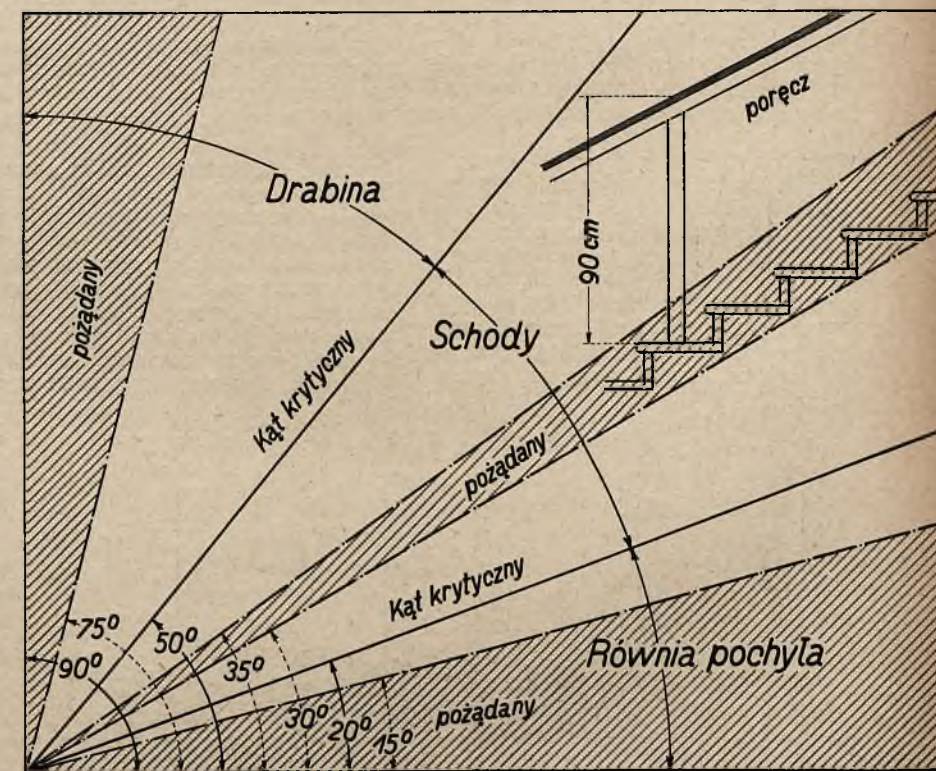 poręcz
Drabina
90 cm
pożądany
Schody
Kąt krytyczny
pożądany
Kąt krytyczny
75°
90°
50°
35°
30°
20°
15°
Równia pochyla
pożądany